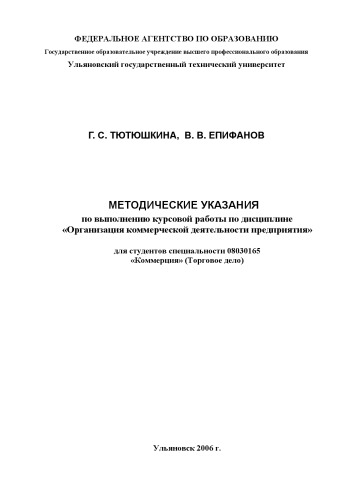 ФЕДЕРАЛЬНОЕ АГЕНТСТВО ПО ОБРАЗОВАНИЮ
Государственное образовательное учреждение высшего профессионального образования
Ульяновский государственный технический университет
Г. С. ТЮТЮШКИНА, В. В. ЕПИФАНОВ
МЕТОДИЧЕСКИЕ УКАЗАНИЯ
по выполнению курсовой работы по дисциплине
«Организация коммерческой деятельности предприятия»
для студентов специальности 08030165
«Коммерция» (Торговое дело)
Ульяновск 2006 г.